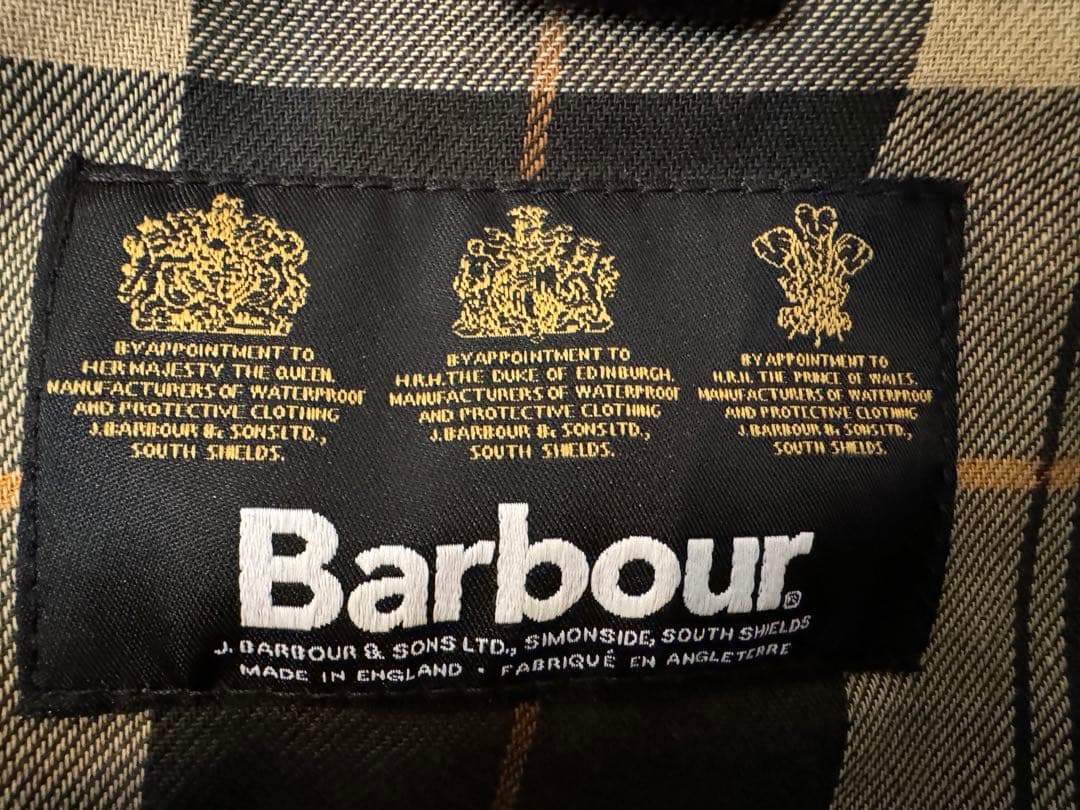 BY APPOINTMENT TO
HER MAJESTY THE QUEEN.
MANUFACTURERS OF WATERPROOF
AND PROTECTIVE CLOTHING
J. BARBOUR & SONS LTD.,
SOUTH SHIELDS.
BY APPOINTMENT TO
H.R.H. THE DUKE OF EDINBURGH.
MANUFACTURERS OF WATERPROOF
AND PROTECTIVE CLOTHING
J. BARBOUR & SONS LTD.,
SOUTH SHIELDS.
BY APPOINTMENT TO
H.R.H. THE PRINCE OF WALES.
MANUFACTURERS OF WATERPROOF
AND PROTECTIVE CLOTHING
J. BARBOUR & SONS LTD.,
SOUTH SHIELDS.
Barbour®
J. BARBOUR & SONS LTD., SIMONSIDE, SOUTH SHIELDS
MADE IN ENGLAND · FABRIQUÉ EN ANGLETERRE